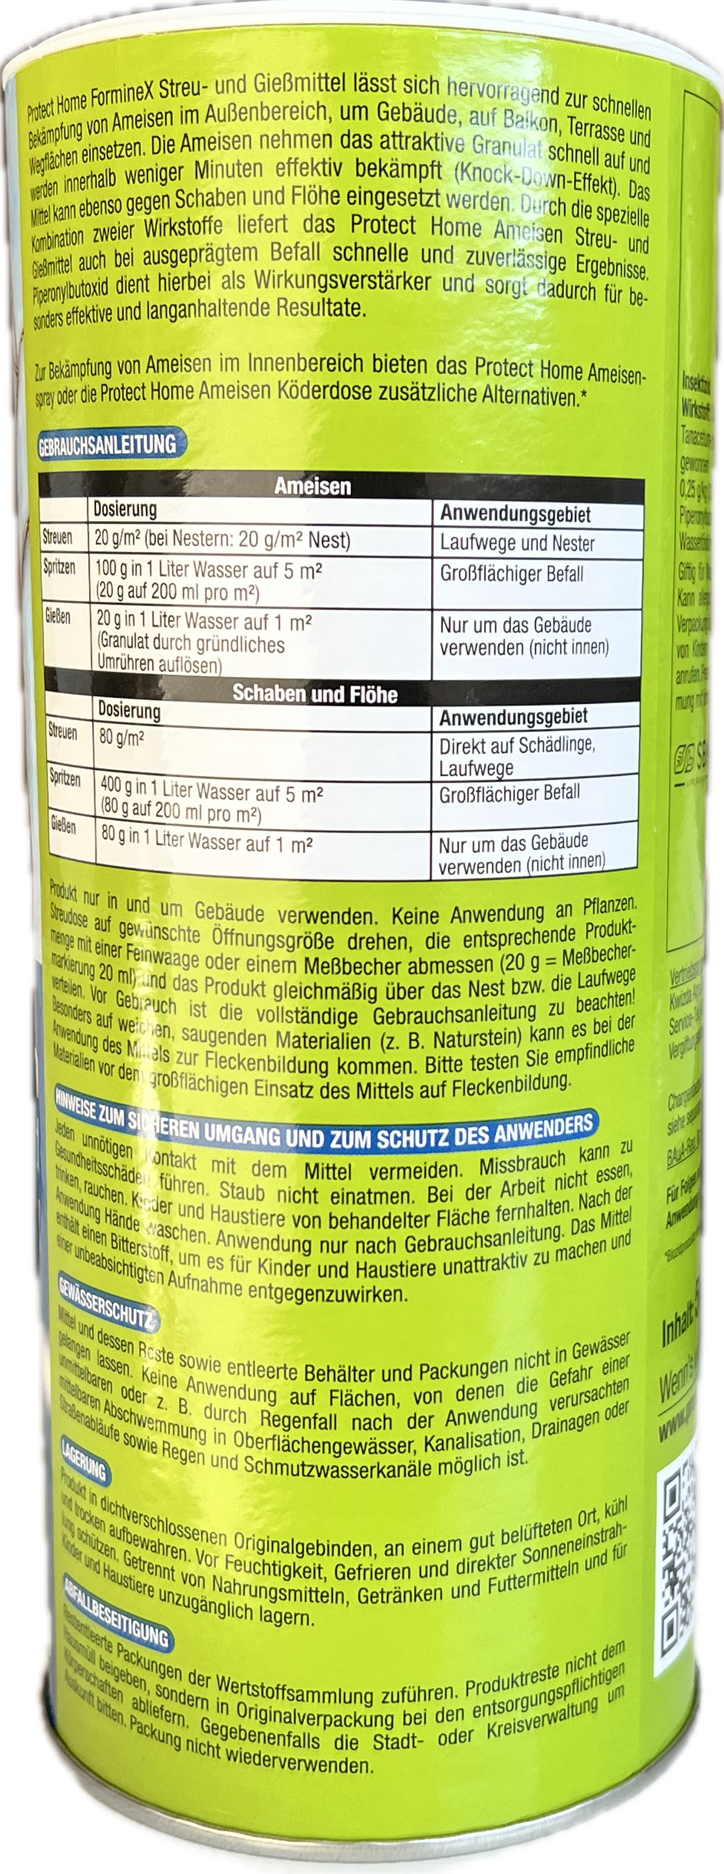 Protect Home FormineX Streu- und Gießmittel lässt sich hervorragend zur schnellen
Bekämpfung von Ameisen im Außenbereich, um Gebäude, auf Balkon, Terrasse und
Wegflächen einsetzen. Die Ameisen nehmen das attraktive Granulat schnell auf und
werden innerhalb weniger Minuten effektiv bekämpft (Knock-Down-Effekt). Das
Mittel kann ebenso gegen Schaben und Flöhe eingesetzt werden. Durch die spezielle
Kombination zweier Wirkstoffe liefert das Protect Home Ameisen Streu- und
Gießmittel auch bei ausgeprägtem Befall schnelle und zuverlässige Ergebnisse.
Piperonylbutoxid dient hierbei als Wirkungsverstärker und sorgt dadurch für be-
sonders effektive und langanhaltende Resultate.
Zur Bekämpfung von Ameisen im Innenbereich bieten das Protect Home Ameisen-
spray oder die Protect Home Ameisen Köderdose zusätzliche Alternativen.*
GEBRAUCHSANLEITUNG
Ameisen
Dosierung Anwendungsgebiet
Streuen 20 g/m² (bei Nestern: 20 g/m² Nest) Laufwege und Nester
Spritzen 100 g in 1 Liter Wasser auf 5 m² Großflächiger Befall
(20 g auf 200 ml pro m²)
Gießen 20 g in 1 Liter Wasser auf 1 m² Nur um das Gebäude
(Granulat durch gründliches verwenden (nicht innen)
Umrühren auflösen)
Schaben und Flöhe
Dosierung Anwendungsgebiet
Streuen 80 g/m² Direkt auf Schädlinge,
Laufwege
Spritzen 400 g in 1 Liter Wasser auf 5 m² Großflächiger Befall
(80 g auf 200 ml pro m²)
Gießen 80 g in 1 Liter Wasser auf 1 m² Nur um das Gebäude
verwenden (nicht innen)
Produkt nur in und um Gebäude verwenden. Keine Anwendung an Pflanzen.
Streudose auf gewünschte Öffnungsgröße drehen, die entsprechende Produkt-
menge mit einer Feinwaage oder einem Meßbecher abmessen (20 g = Meßbecher-
markierung 20 ml) und das Produkt gleichmäßig über das Nest bzw. die Laufwege
verteilen. Vor Gebrauch ist die vollständige Gebrauchsanleitung zu beachten!
Besonders auf weichen, saugenden Materialien (z. B. Naturstein) kann es bei der
Anwendung des Mittels zur Fleckenbildung kommen. Bitte testen Sie empfindliche
Materialien vor dem großflächigen Einsatz des Mittels auf Fleckenbildung.
HINWEISE ZUM SICHEREN UMGANG UND ZUM SCHUTZ DES ANWENDERS
Jeden unnötigen Kontakt mit dem Mittel vermeiden. Missbrauch kann zu
Gesundheitsschäden führen. Staub nicht einatmen. Bei der Arbeit nicht essen,
trinken, rauchen. Kinder und Haustiere von behandelter Fläche fernhalten. Nach der
Anwendung Hände waschen. Anwendung nur nach Gebrauchsanleitung. Das Mittel
enthält einen Bitterstoff, um es für Kinder und Haustiere unattraktiv zu machen und
einer unbeabsichtigten Aufnahme entgegenzuwirken.
GEWÄSSERSCHUTZ
Mittel und dessen Reste sowie entleerte Behälter und Packungen nicht in Gewässer
gelangen lassen. Keine Anwendung auf Flächen, von denen die Gefahr einer
unmittelbaren oder z. B. durch Regenfall nach der Anwendung verursachten
mittelbaren Abschwemmung in Oberflächengewässer, Kanalisation, Drainagen oder
Straßenabläufe sowie Regen und Schmutzwasserkanäle möglich ist.
LAGERUNG
Produkt in dichtverschlossenen Originalgebinden, an einem gut belüfteten Ort, kühl
und trocken aufbewahren. Vor Feuchtigkeit, Gefrieren und direkter Sonneneinstrah-
lung schützen. Getrennt von Nahrungsmitteln, Getränken und Futtermitteln und für
Kinder und Haustiere unzugänglich lagern.
ABFALLBESEITIGUNG
Restentleerte Packungen der Wertstoffsammlung zuführen. Produktreste nicht dem
Hausmüll beigeben, sondern in Originalverpackung bei den entsorgungspflichtigen
Körperschaften abliefern. Gegebenenfalls die Stadt- oder Kreisverwaltung um
Auskunft bitten. Packung nicht wiederverwenden.
gewonnen
0,25 g/kg
Giftig für
Kann
von
Inhalt:
Wenn's
www.